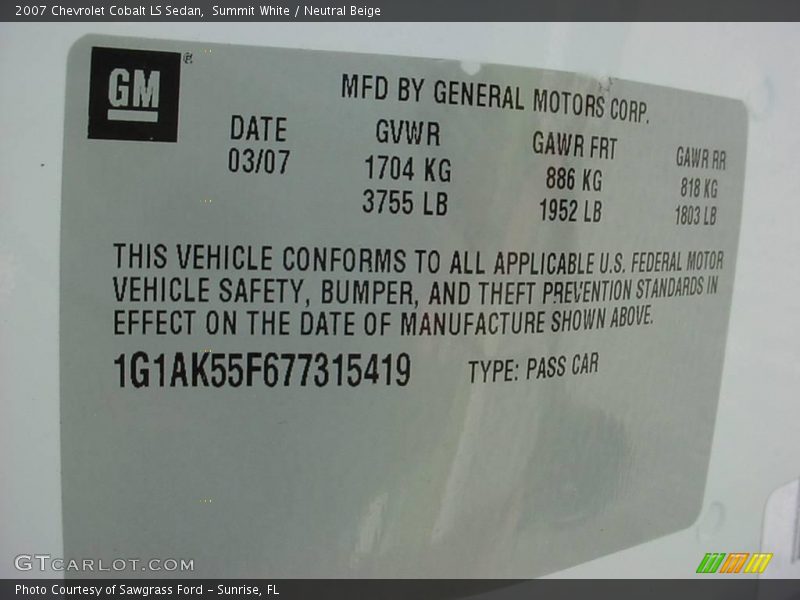 2007 Chevrolet Cobalt LS Sedan,  Summit White / Neutral Beige
GM ®
MFD BY GENERAL MOTORS CORP.
DATE GVWR GAWR FRT GAWR RR
03/07 1704 KG 886 KG 818 KG
3755 LB 1952 LB 1803 LB
THIS VEHICLE CONFORMS TO ALL APPLICABLE U.S. FEDERAL MOTOR
VEHICLE SAFETY, BUMPER, AND THEFT PREVENTION STANDARDS IN
EFFECT ON THE DATE OF MANUFACTURE SHOWN ABOVE.
1G1AK55F677315419 TYPE: PASS CAR
GTCARLOT.COM
Photo Courtesy of Sawgrass Ford - Sunrise, FL